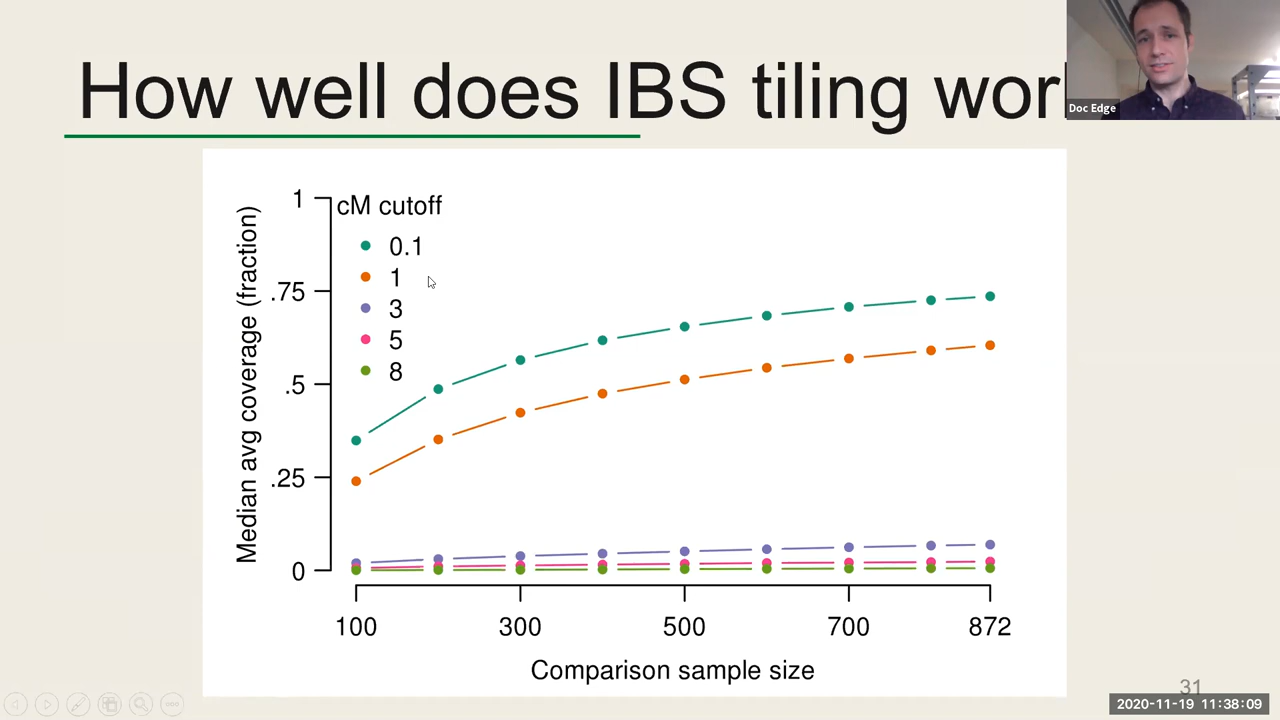 How well does IBS tiling wor
Doc Edge
cM cutoff
0.1
1
3
5
8
1
.75
.5
.25
0
Median avg coverage (fraction)
100 300 500 700 872
Comparison sample size
31
2020-11-19 11:38:09